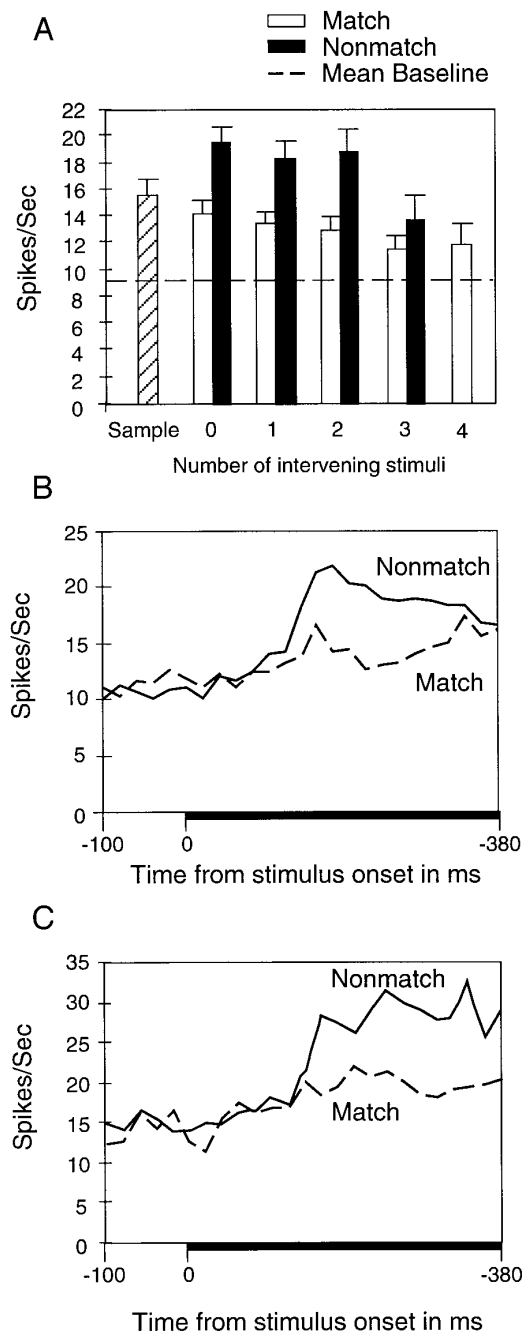 A
Match
Nonmatch
Mean Baseline
22
20
18
16
14
12
10
8
6
4
2
0
Spikes/Sec
Sample 0 1 2 3 4
Number of intervening stimuli
B
25
20
15
10
5
0
Spikes/Sec
Nonmatch
Match
-100 0 -380
Time from stimulus onset in ms
C
35
30
25
20
15
10
5
0
Spikes/Sec
Nonmatch
Match
-100 0 -380
Time from stimulus onset in ms